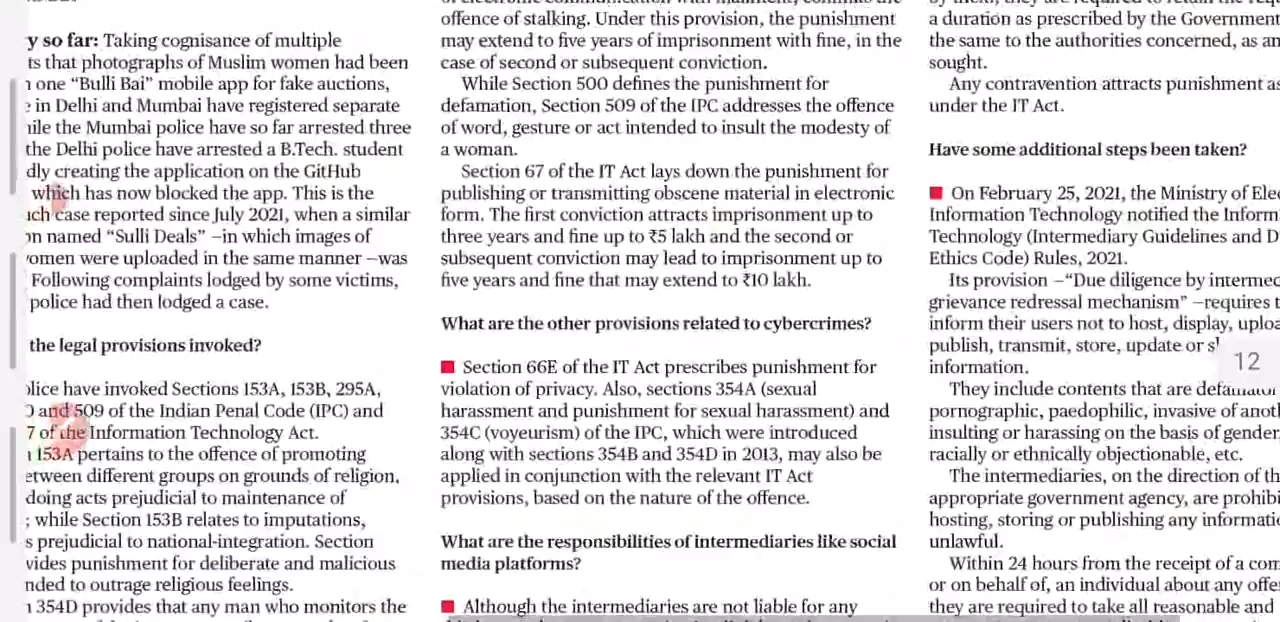 y so far: Taking cognisance of multiple
ts that photographs of Muslim women had been
one “Bulli Bai” mobile app for fake auctions,
in Delhi and Mumbai have registered separate
ile the Mumbai police have so far arrested three
the Delhi police have arrested a B.Tech. student
dly creating the application on the GitHub
which has now blocked the app. This is the
ch case reported since July 2021, when a similar
on named “Sulli Deals” –in which images of
omen were uploaded in the same manner –was
Following complaints lodged by some victims,
police had then lodged a case.
the legal provisions invoked?
olice have invoked Sections 153A, 153B, 295A,
and 509 of the Indian Penal Code (IPC) and
7 of the Information Technology Act.
153A pertains to the offence of promoting
etween different groups on grounds of religion,
doing acts prejudicial to maintenance of
; while Section 153B relates to imputations,
s prejudicial to national-integration. Section
vides punishment for deliberate and malicious
nded to outrage religious feelings.
354D provides that any man who monitors the
offence of stalking. Under this provision, the punishment
may extend to five years of imprisonment with fine, in the
case of second or subsequent conviction.
While Section 500 defines the punishment for
defamation, Section 509 of the IPC addresses the offence
of word, gesture or act intended to insult the modesty of
a woman.
Section 67 of the IT Act lays down the punishment for
publishing or transmitting obscene material in electronic
form. The first conviction attracts imprisonment up to
three years and fine up to ₹5 lakh and the second or
subsequent conviction may lead to imprisonment up to
five years and fine that may extend to ₹10 lakh.
What are the other provisions related to cybercrimes?
Section 66E of the IT Act prescribes punishment for
violation of privacy. Also, sections 354A (sexual
harassment and punishment for sexual harassment) and
354C (voyeurism) of the IPC, which were introduced
along with sections 354B and 354D in 2013, may also be
applied in conjunction with the relevant IT Act
provisions, based on the nature of the offence.
What are the responsibilities of intermediaries like social
media platforms?
Although the intermediaries are not liable for any
a duration as prescribed by the Government
the same to the authorities concerned, as an
sought.
Any contravention attracts punishment as
under the IT Act.
Have some additional steps been taken?
On February 25, 2021, the Ministry of Ele
Information Technology notified the Inform
Technology (Intermediary Guidelines and D
Ethics Code) Rules, 2021.
Its provision –“Due diligence by intermed
grievance redressal mechanism” –requires t
inform their users not to host, display, uploa
publish, transmit, store, update or s
information.
They include contents that are defamator
pornographic, paedophilic, invasive of anot
insulting or harassing on the basis of gender
racially or ethnically objectionable, etc.
The intermediaries, on the direction of th
appropriate government agency, are prohibi
hosting, storing or publishing any informatio
unlawful.
Within 24 hours from the receipt of a com
or on behalf of, an individual about any offe
they are required to take all reasonable and
12